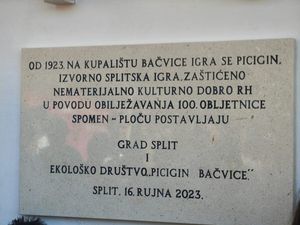 OD 1923. NA KUPALIŠTU BAČVICE IGRA SE PICIGIN,
IZVORNO SPLITSKA IGRA, ZAŠTIĆENO
NEMATERIJALNO KULTURNO DOBRO RH
U POVODU OBILJEŽAVANJA 100. OBLJETNICE
SPOMEN - PLOČU POSTAVLJAJU
GRAD SPLIT
I
EKOLOŠKO DRUŠTVO „PICIGIN BAČVICE"
SPLIT, 16. RUJNA 2023.